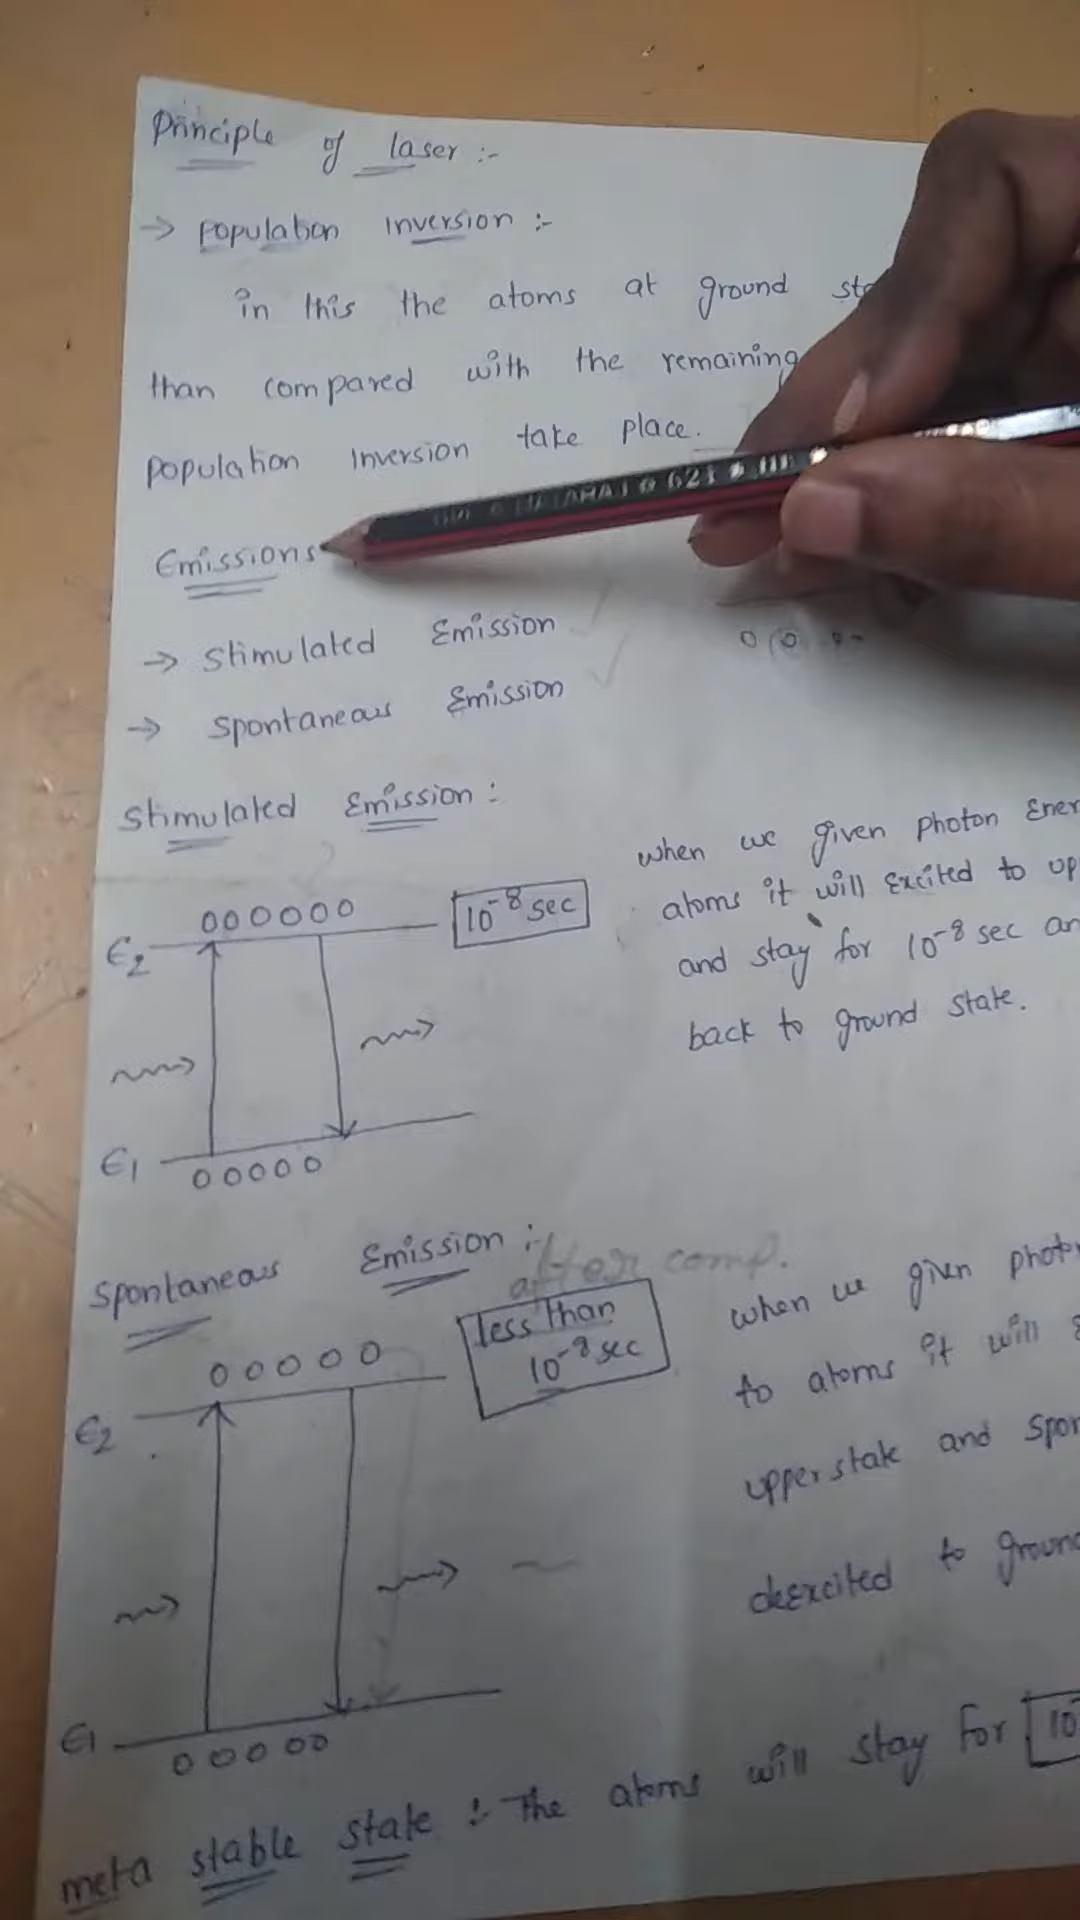 Principle of laser :-
→ population inversion :-
in this the atoms at ground
than compared with the remaining
population inversion take place.
Emissions
→ Stimulated Emission
→ Spontaneous Emission
Stimulated Emission :
when we given photon
000000
10⁻⁸ sec
atoms it will excited to
E₂
and stay for 10⁻⁸ sec
back to ground state.
E₁
00000
Spontaneous Emission :-
after comp.
when we given
less than
10⁻⁸ sec
00000
to atoms it will
E₂
upper state and
deexcited to
E₁
00000
meta stable state :- The atoms will stay for